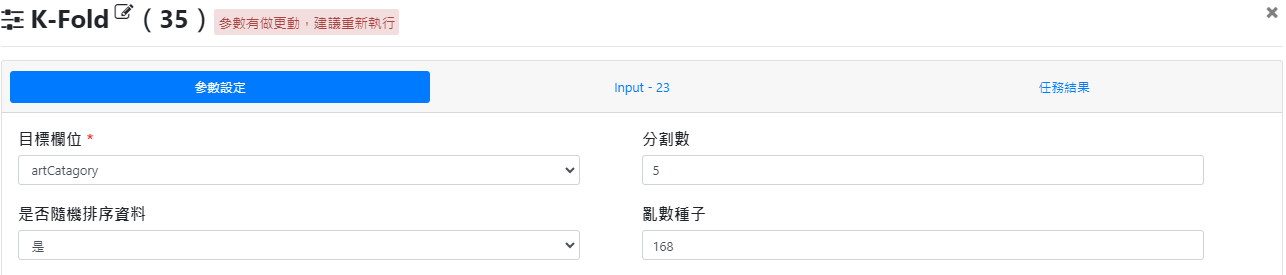 K-Fold ( 35 ) 參數有做更動，建議重新執行
參數設定 Input - 23 任務結果
目標欄位 * 分割數
artCatagory 5
是否隨機排序資料 亂數種子
是 168